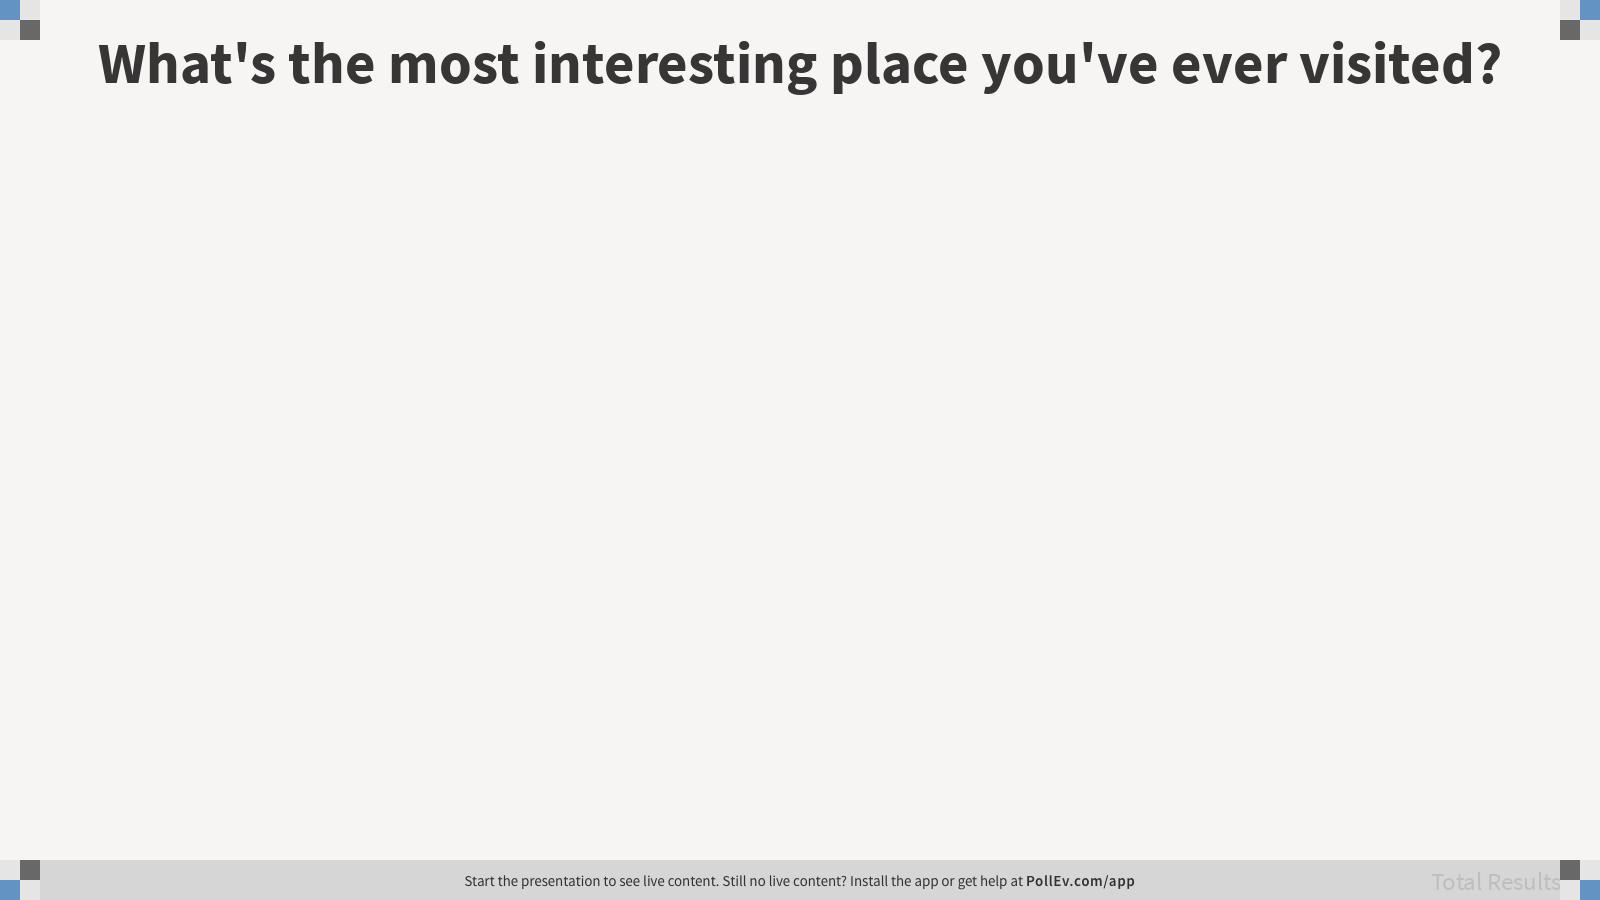 What's the most interesting place you've ever visited?
Start the presentation to see live content. Still no live content? Install the app or get help at PollEv.com/app
Total Results